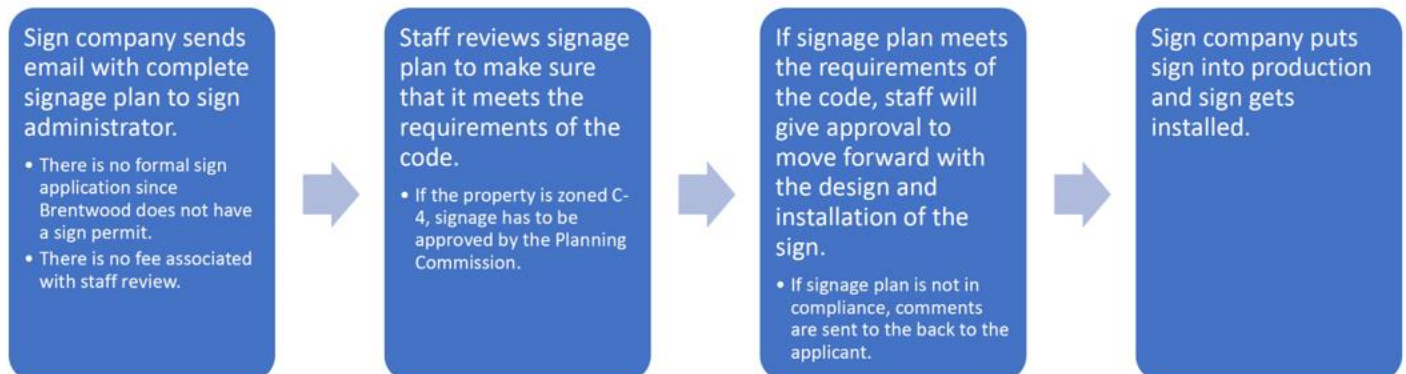 Sign company sends
email with complete
signage plan to sign
administrator.
• There is no formal sign
application since
Brentwood does not have
a sign permit.
• There is no fee associated
with staff review.
Staff reviews signage
plan to make sure
that it meets the
requirements of the
code.
• If the property is zoned C-
4, signage has to be
approved by the Planning
Commission.
If signage plan meets
the requirements of
the code, staff will
give approval to
move forward with
the design and
installation of the
sign.
• If signage plan is not in
compliance, comments
are sent to the back to the
applicant.
Sign company puts
sign into production
and sign gets
installed.